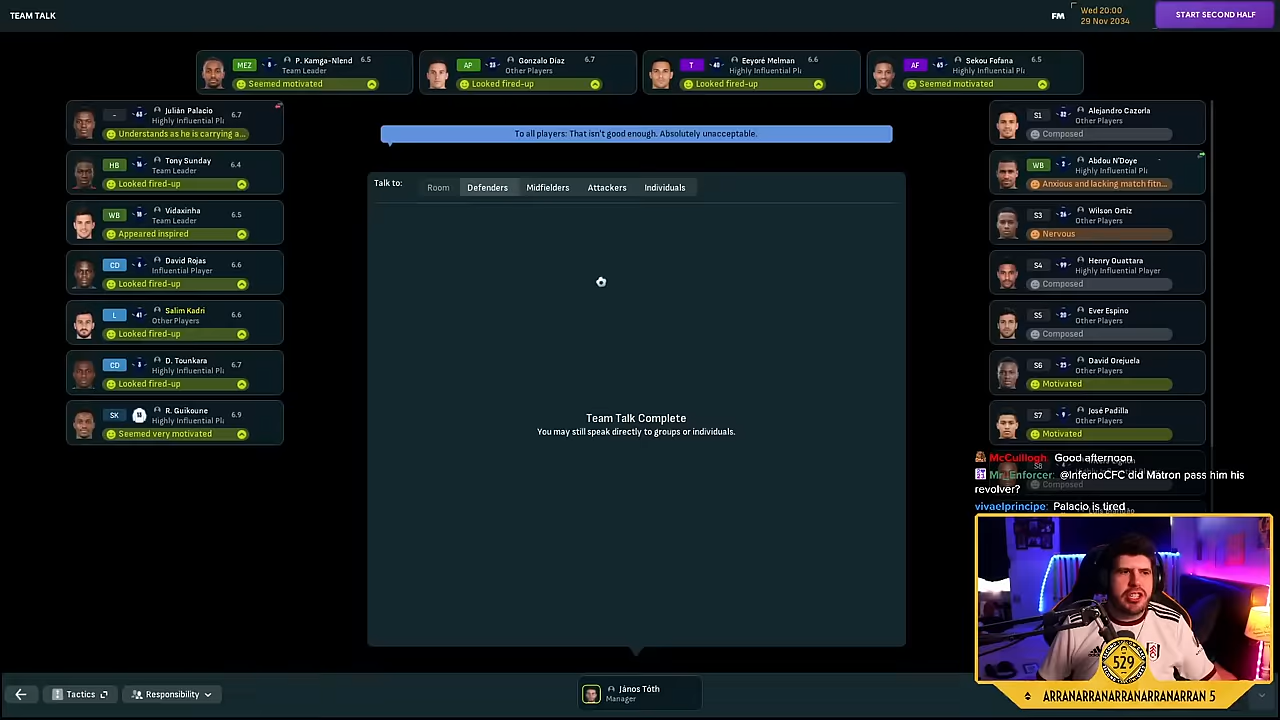 TEAM TALK
FM
Wed 20:00
29 Nov 2034
START SECOND HALF
MEZ
P. Kamga-Nlend
6.5
Team Leader
Seemed motivated
AP
Gonzalo Díaz
6.7
Other Players
Looked fired-up
T
Eeyoré Melman
6.6
Highly Influential Pl
Looked fired-up
AF
Sekou Fofana
6.5
Highly Influential Pl
Seemed motivated
-
Julián Palacio
6.7
Highly Influential Pl
Understands as he is carrying a...
HB
Tony Sunday
6.4
Team Leader
Looked fired-up
WB
Vidaxinha
6.5
Team Leader
Appeared inspired
CD
David Rojas
6.6
Influential Player
Looked fired-up
L
Salim Kadri
6.6
Other Players
Looked fired-up
CD
D. Tounkara
6.7
Highly Influential Pl
Looked fired-up
SK
R. Guikoune
6.9
Highly Influential Pl
Seemed very motivated
To all players: That isn't good enough. Absolutely unacceptable.
Talk to:
Room
Defenders
Midfielders
Attackers
Individuals
Team Talk Complete
You may still speak directly to groups or individuals.
S1
Alejandro Cazorla
Other Players
Composed
WB
Abdou N'Doye
Highly Influential Pl
Anxious and lacking match fitn...
S3
Wilson Ortiz
Other Players
Nervous
S4
Henry Ouattara
Highly Influential Player
Composed
S5
Ever Espino
Other Players
Composed
S6
David Orejuela
Other Players
Motivated
S7
José Padilla
Other Players
Motivated
S8
Composed
McCullogh: Good afternoon
Mr_Enforcer: @InfernoCFC did Matron pass him his
revolver?
vivaelprincipe: Palacio is tired
529
ARRANARRANARRANARRANARRAN 5
Tactics
Responsibility
János Tóth
Manager